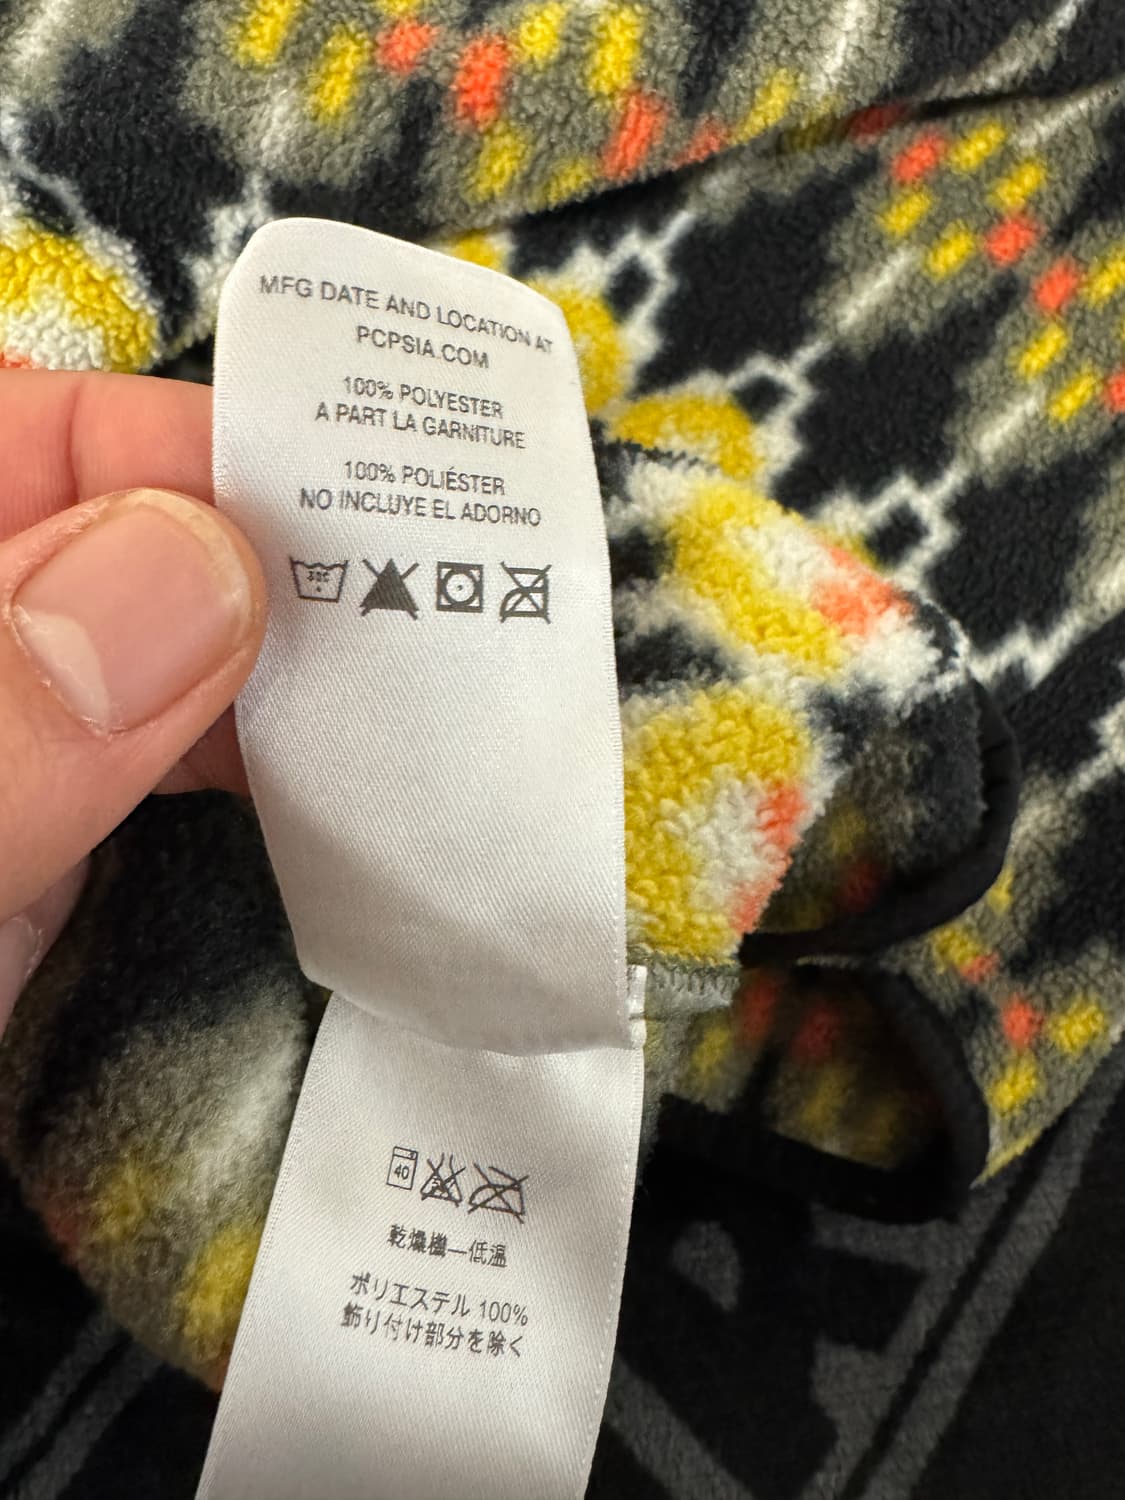 MFG DATE AND LOCATION AT
PCPSIA.COM
100% POLYESTER
A PART LA GARNITURE
100% POLIÉSTER
NO INCLUYE EL ADORNO
30C
40
乾燥機—低温
ポリエステル 100%
飾り付け部分を除く